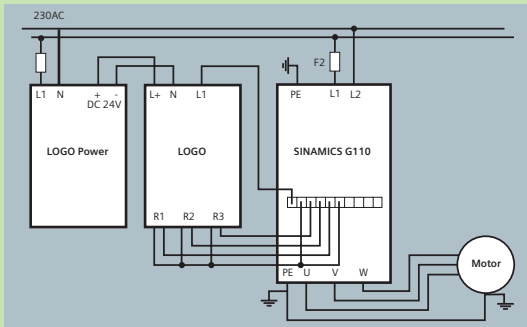 230AC
F2
L1 N + -
DC 24V
L+ N L1
PE L1 L2
LOGO Power
LOGO
SINAMICS G110
R1 R2 R3
PE U V W
Motor